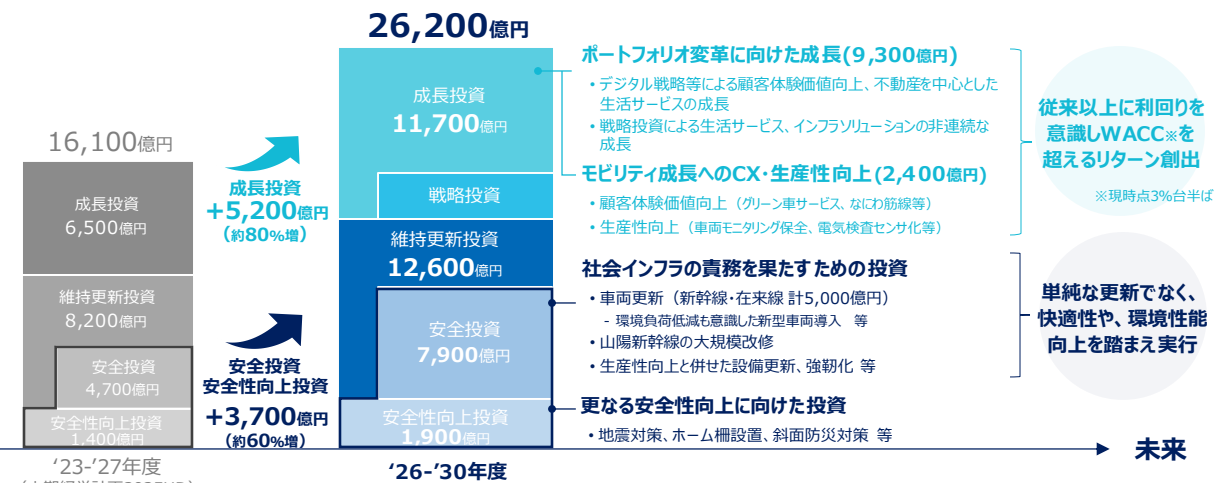 26,200億円
16,100億円
成長投資
6,500億円
維持更新投資
8,200億円
安全投資
4,700億円
安全性向上投資
1,400億円
'23-'27年度
成長投資
+5,200億円
(約80%増)
安全投資
安全性向上投資
+3,700億円
(約60%増)
成長投資
11,700億円
戦略投資
維持更新投資
12,600億円
安全投資
7,900億円
安全性向上投資
1,900億円
'26-'30年度
ポートフォリオ変革に向けた成長(9,300億円)
・デジタル戦略等による顧客体験価値向上、不動産を中心とした
生活サービスの成長
・戦略投資による生活サービス、インフラソリューションの非連続な
成長
モビリティ成長へのCX・生産性向上(2,400億円)
・顧客体験価値向上（グリーン車サービス、なにわ筋線等）
・生産性向上（車両モニタリング保全、電気検査センサ化等）
社会インフラの責務を果たすための投資
・車両更新（新幹線・在来線 計5,000億円）
- 環境負荷低減も意識した新型車両導入 等
・山陽新幹線の大規模改修
・生産性向上と併せた設備更新、強靭化 等
更なる安全性向上に向けた投資
・地震対策、ホーム柵設置、斜面防災対策 等
従来以上に利回りを
意識しWACC※を
超えるリターン創出
※現時点3%台半ば
単純な更新でなく、
快適性や、環境性能
向上を踏まえ実行
未来